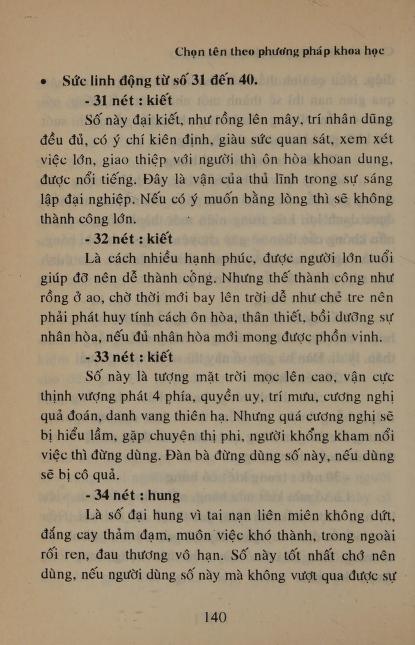 Chọn tên theo phương pháp khoa học
• Sức linh động từ số 31 đến 40.
- 31 nét : kiết
Số này đại kiết, như rồng lên mây, trí nhân dũng
đều đủ, có ý chí kiên định, giàu sức quan sát, xem xét
việc lớn, giao thiệp với người thì ôn hòa khoan dung,
được nổi tiếng. Đây là vận của thủ lĩnh trong sự sáng
lập đại nghiệp. Nếu có ý muốn bằng lòng thì sẽ không
thành công lớn.
- 32 nét : kiết
Là cách nhiều hạnh phúc, được người lớn tuổi
giúp đỡ nên dễ thành công. Nhưng thế thành công như
rồng ở ao, chờ thời mới bay lên trời dễ như chẻ tre nên
phải phát huy tính cách ôn hòa, thân thiết, bồi dưỡng sự
nhân hòa, nếu đủ nhân hòa mới mong được phồn vinh.
- 33 nét : kiết
Số này là tượng mặt trời mọc lên cao, vận cực
thịnh vượng phát 4 phía, quyền uy, trí mưu, cương nghị
quả đoán, danh vang thiên hạ. Nhưng quá cương nghị sẽ
bị hiểu lầm, gặp chuyện thị phi, người khổng kham nổi
việc thì đừng dùng. Đàn bà đừng dùng số này, nếu dùng
sẽ bị cô quả.
- 34 nét : hung
Là số đại hung vì tai nạn liên miên không dứt,
đắng cay thảm đạm, muôn việc khó thành, trong ngoài
rối ren, đau thương vô hạn. Số này tốt nhất chớ nên
dùng, nếu người dùng số này mà không vượt qua được sự
140